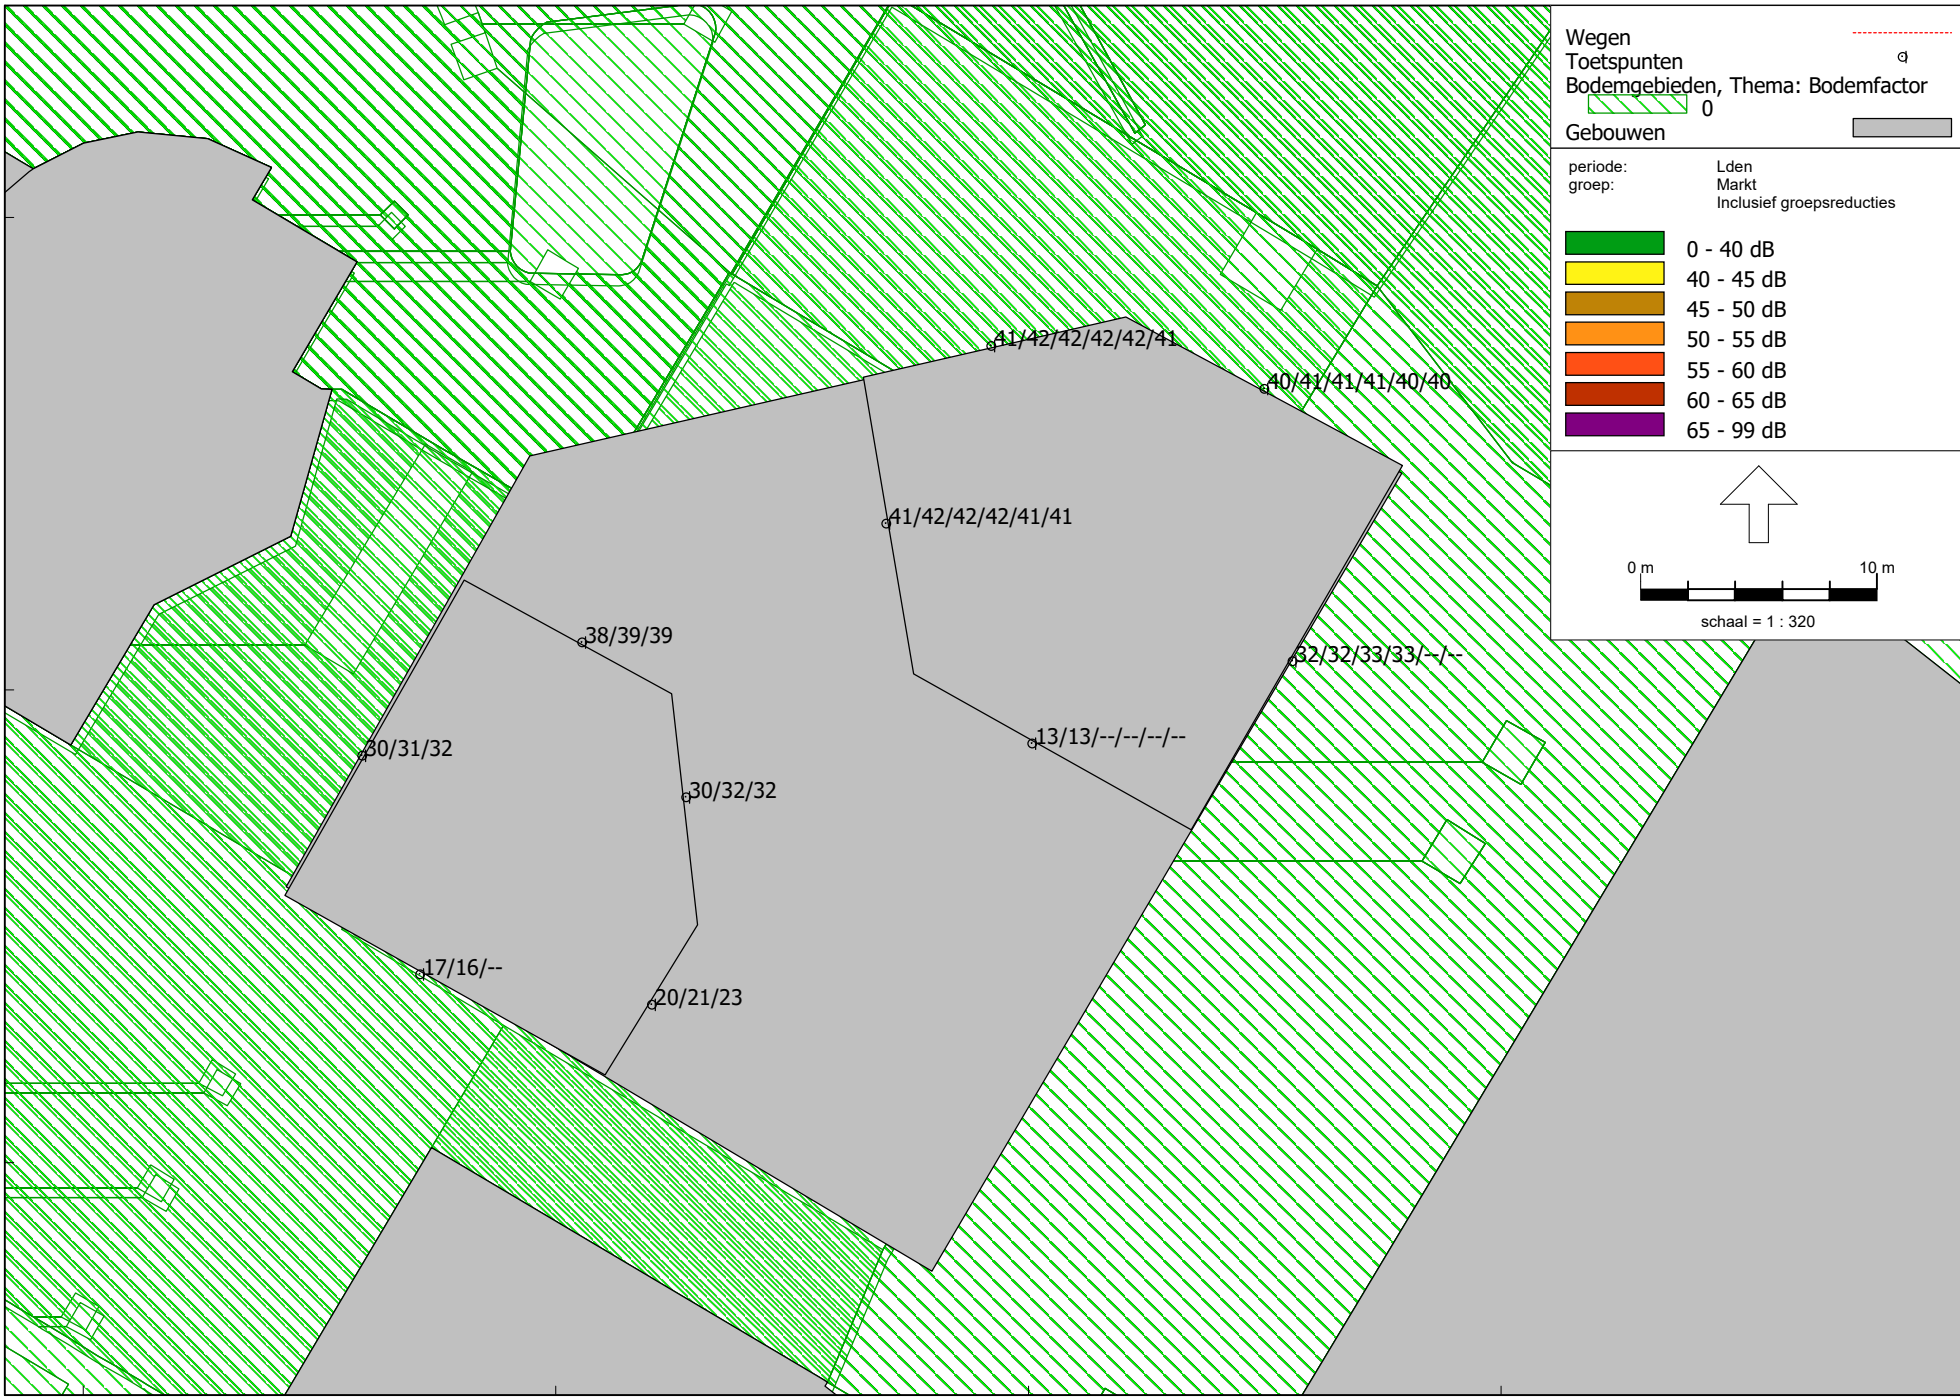 Wegen
Toetspunten
Bodemgebieden, Thema: Bodemfactor
0
Gebouwen
periode: Lden
groep: Markt
Inclusief groepsreducties
0 - 40 dB
40 - 45 dB
45 - 50 dB
50 - 55 dB
55 - 60 dB
60 - 65 dB
65 - 99 dB
0 m 10 m
schaal = 1 : 320
41/42/42/42/42/41
40/41/41/41/40/40
41/42/42/42/41/41
38/39/39
32/32/33/33/--/--
13/13/--/--/--/--
30/31/32
30/32/32
17/16/--
20/21/23